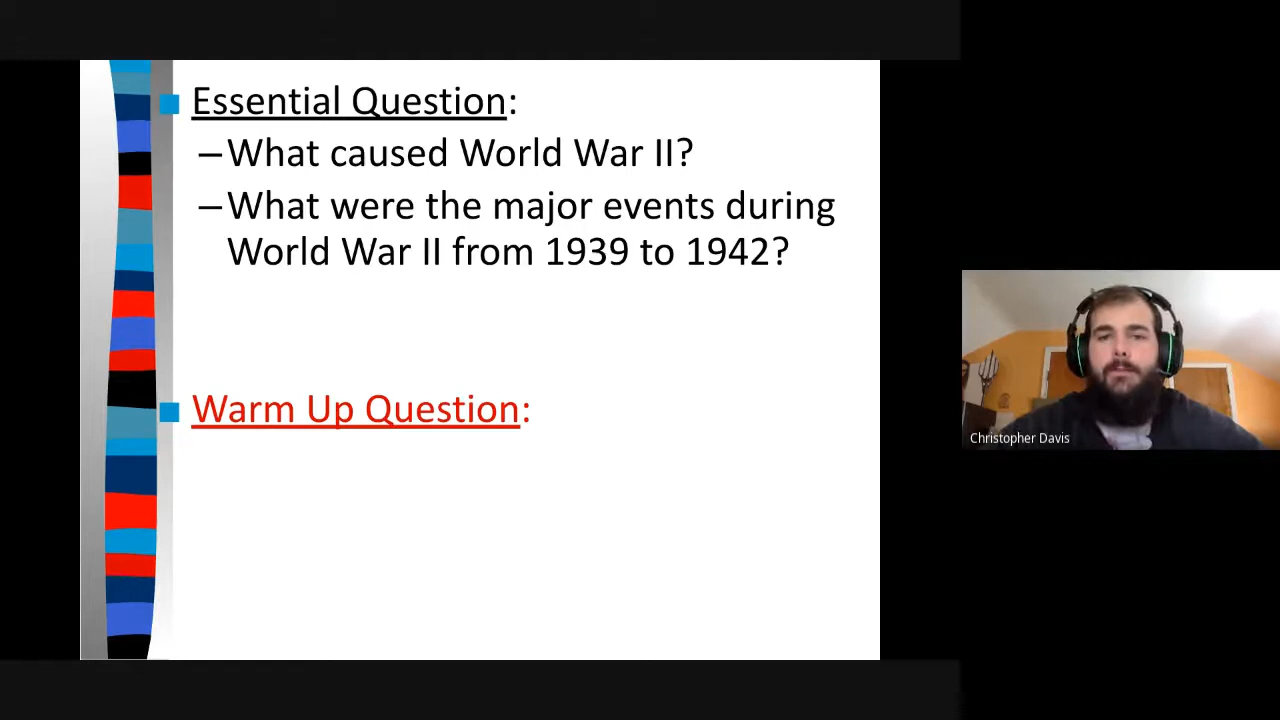 Essential Question:
–What caused World War II?
–What were the major events during
World War II from 1939 to 1942?
Warm Up Question:
Christopher Davis